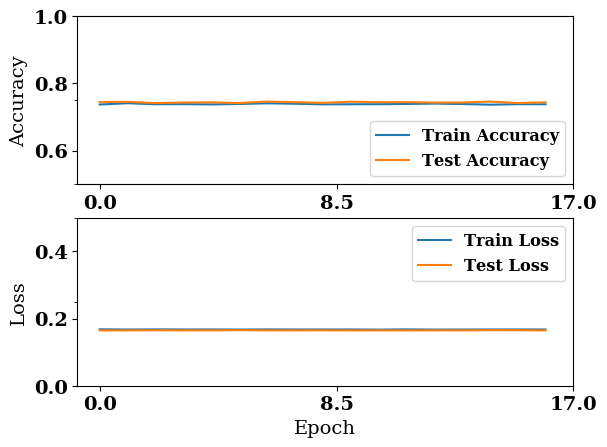 1.0
0.8
0.6
Accuracy
Train Accuracy
Test Accuracy
0.0 8.5 17.0
0.4
0.2
0.0
Loss
Train Loss
Test Loss
0.0 8.5 17.0
Epoch